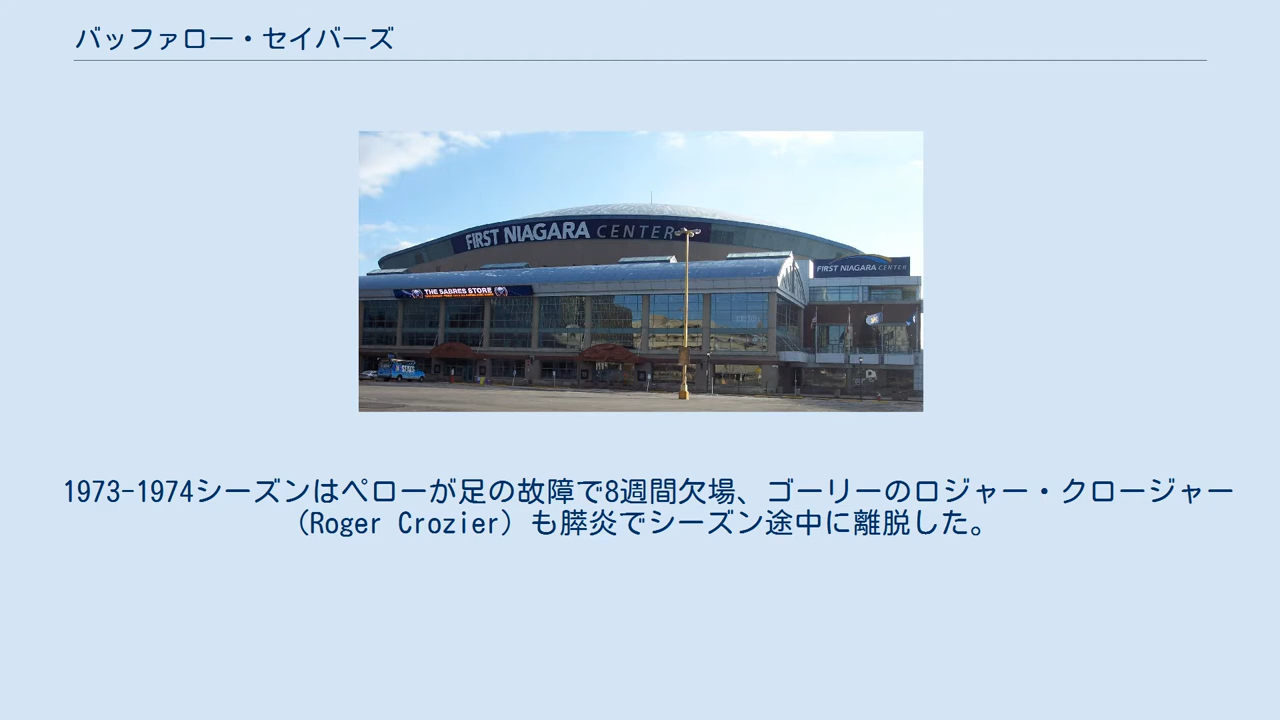 バッファロー・セイバーズ
FIRST NIAGARA CENTER
FIRST NIAGARA CENTER
THE SABRES STORE
1973-1974シーズンはペローが足の故障で8週間欠場、ゴーリーのロジャー・クロージャー
（Roger Crozier）も膵炎でシーズン途中に離脱した。